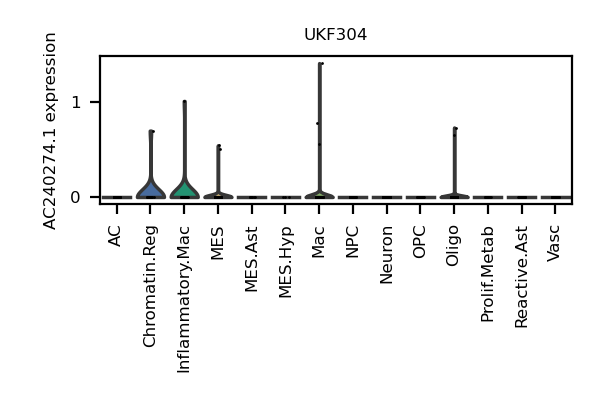 UKF304
AC240274.1 expression
1
0
AC
Chromatin.Reg
Inflammatory.Mac
MES
MES.Ast
MES.Hyp
Mac
NPC
Neuron
OPC
Oligo
Prolif.Metab
Reactive.Ast
Vasc